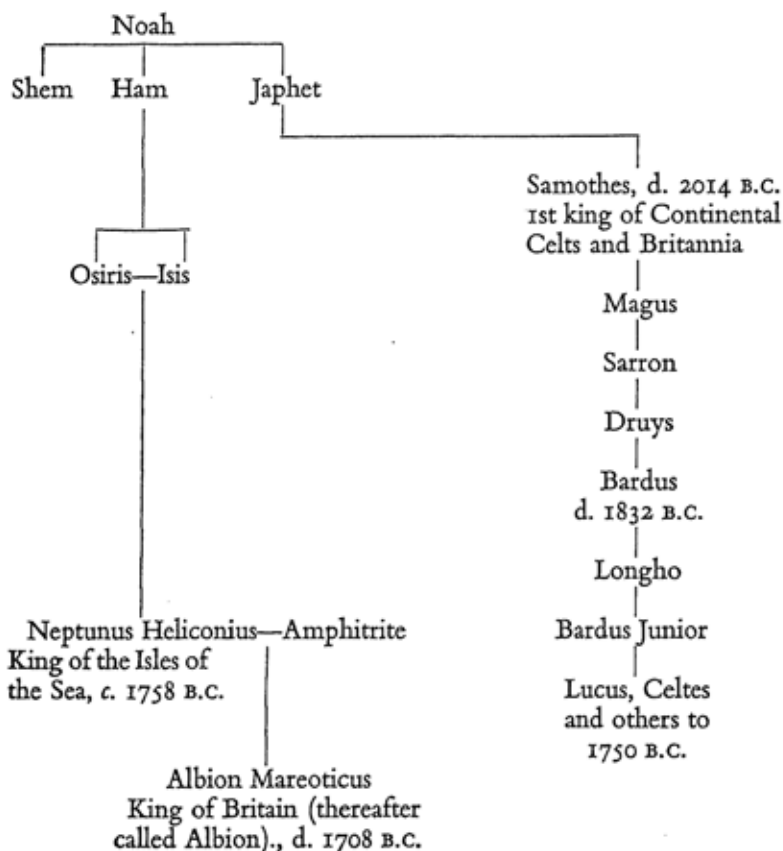 Noah
Shem Ham Japhet
Samothes, d. 2014 B.C.
1st king of Continental
Celts and Britannia
Osiris—Isis
Magus
Sarron
Druys
Bardus
d. 1832 B.C.
Longho
Neptunus Heliconius—Amphitrite
King of the Isles of
the Sea, c. 1758 B.C.
Bardus Junior
Lucus, Celtes
and others to
1750 B.C.
Albion Mareoticus
King of Britain (thereafter
called Albion)., d. 1708 B.C.